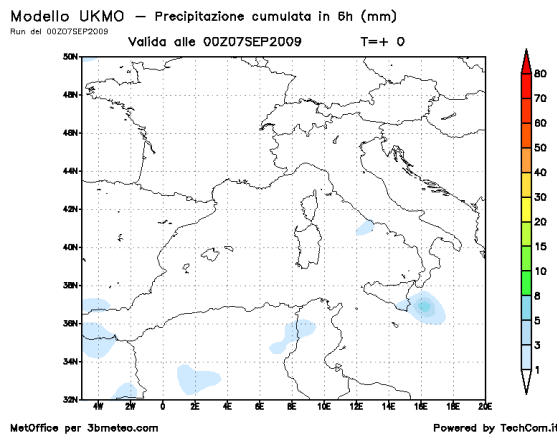 Modello UKMO – Precipitazione cumulata in 6h (mm)
Run del 00Z07SEP2009
Valida alle 00Z07SEP2009 T=+ 0
50N
48N
46N
44N
42N
40N
38N
36N
34N
32N
4W 2W 0 2E 4E 6E 8E 10E 12E 14E 16E 18E 20E
80
70
60
50
40
30
20
15
10
8
5
3
1
MetOffice per 3bmeteo.com Powered by TechCom.it